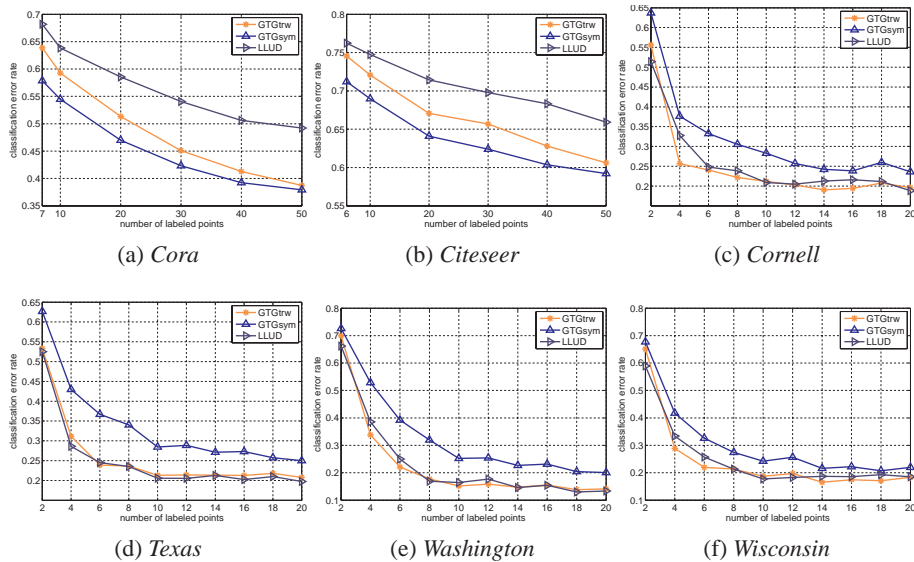 0.7
0.65
0.6
0.55
0.5
0.45
0.4
0.35
classification error rate
7 10 20 30 40 50
number of labeled points
GTGtrw
GTGsym
LLUD
(a) Cora
0.8
0.75
0.7
0.65
0.6
0.55
classification error rate
6 10 20 30 40 50
number of labeled points
GTGtrw
GTGsym
LLUD
(b) Citeseer
0.65
0.6
0.55
0.5
0.45
0.4
0.35
0.3
0.25
0.2
classification error rate
2 4 6 8 10 12 14 16 18 20
number of labeled points
GTGtrw
GTGsym
LLUD
(c) Cornell
0.65
0.6
0.55
0.5
0.45
0.4
0.35
0.3
0.25
0.2
classification error rate
2 4 6 8 10 12 14 16 18 20
number of labeled points
GTGtrw
GTGsym
LLUD
(d) Texas
0.8
0.7
0.6
0.5
0.4
0.3
0.2
0.1
classification error rate
2 4 6 8 10 12 14 16 18 20
number of labeled points
GTGtrw
GTGsym
LLUD
(e) Washington
0.8
0.7
0.6
0.5
0.4
0.3
0.2
0.1
classification error rate
2 4 6 8 10 12 14 16 18 20
number of labeled points
GTGtrw
GTGsym
LLUD
(f) Wisconsin